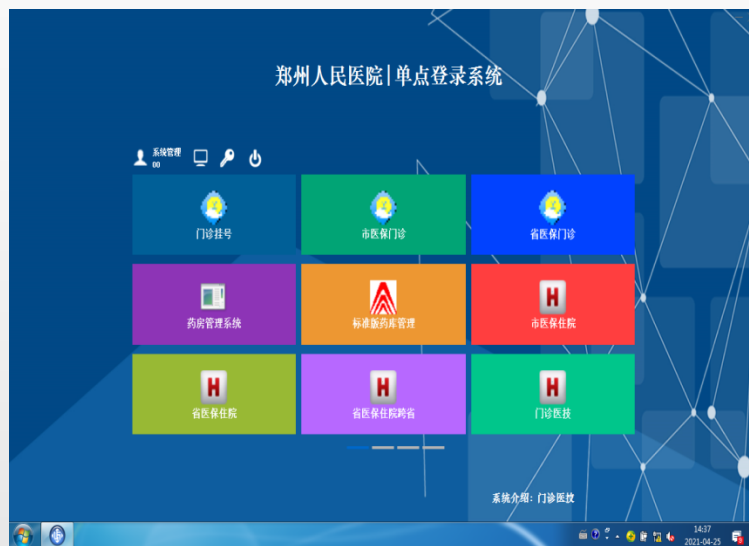 郑州人民医院|单点登录系统
系统管理
00
门诊挂号
市医保门诊
省医保门诊
药房管理系统
标准版药库管理
市医保住院
省医保住院
省医保住院跨省
门诊医技
系统介绍：门诊医技
14:37
2021-04-25